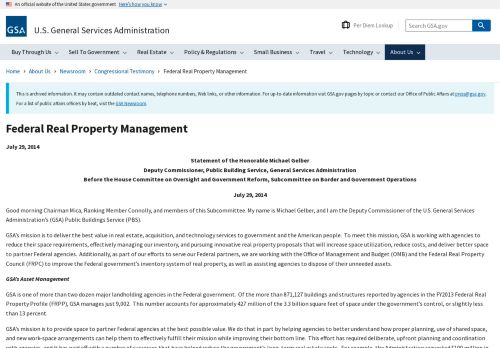 An official website of the United States government Here's how you know
GSA U.S. General Services Administration
Per Diem Lookup
Search GSA.gov
Buy Through Us Sell To Government Real Estate Policy & Regulations Small Business Travel Technology About Us
Home › About Us › Newsroom › Congressional Testimony › Federal Real Property Management
This is archived information. It may contain outdated contact names, telephone numbers, Web links, or other information. For up-to-date information visit GSA.gov pages by topic or contact our Office of Public Affairs at press@gsa.gov.
For a list of public affairs officers by beat, visit the GSA Newsroom.
Federal Real Property Management
July 29, 2014
Statement of the Honorable Michael Gelber
Deputy Commissioner, Public Building Service, General Services Administration
Before the House Committee on Oversight and Government Reform, Subcommittee on Border and Government Operations
July 29, 2014
Good morning Chairman Mica, Ranking Member Connolly, and members of this Subcommittee. My name is Michael Gelber, and I am the Deputy Commissioner of the U.S. General Services
Administration's (GSA) Public Buildings Service (PBS).
GSA's mission is to deliver the best value in real estate, acquisition, and technology services to government and the American people. To meet this mission, GSA is working with agencies to
reduce their space requirements, effectively managing our inventory, and pursuing innovative real property proposals that will increase space utilization, reduce costs, and deliver better space
to partner Federal agencies. Additionally, as part of our efforts to serve our Federal partners, we are working with the Office of Management and Budget (OMB) and the Federal Real Property
Council (FRPC) to improve the Federal government's inventory system of real property, as well as assisting agencies to dispose of their unneeded assets.
GSA's Asset Management
GSA is one of more than two dozen major landholding agencies in the Federal government. Of the more than 871,127 buildings and structures reported by agencies in the FY2013 Federal Real
Property Profile (FRPP), GSA manages just 9,002. This number accounts for approximately 427 million of the 3.3 billion square feet of space under the government's control, or slightly less
than 13 percent
GSA's mission is to provide space to partner Federal agencies at the best possible value. We do that in part by helping agencies to better understand how proper planning, use of shared space,
and new work-space arrangements can help them to effectively fulfill their mission while improving their bottom line. This effort has required deliberate, upfront planning and coordination